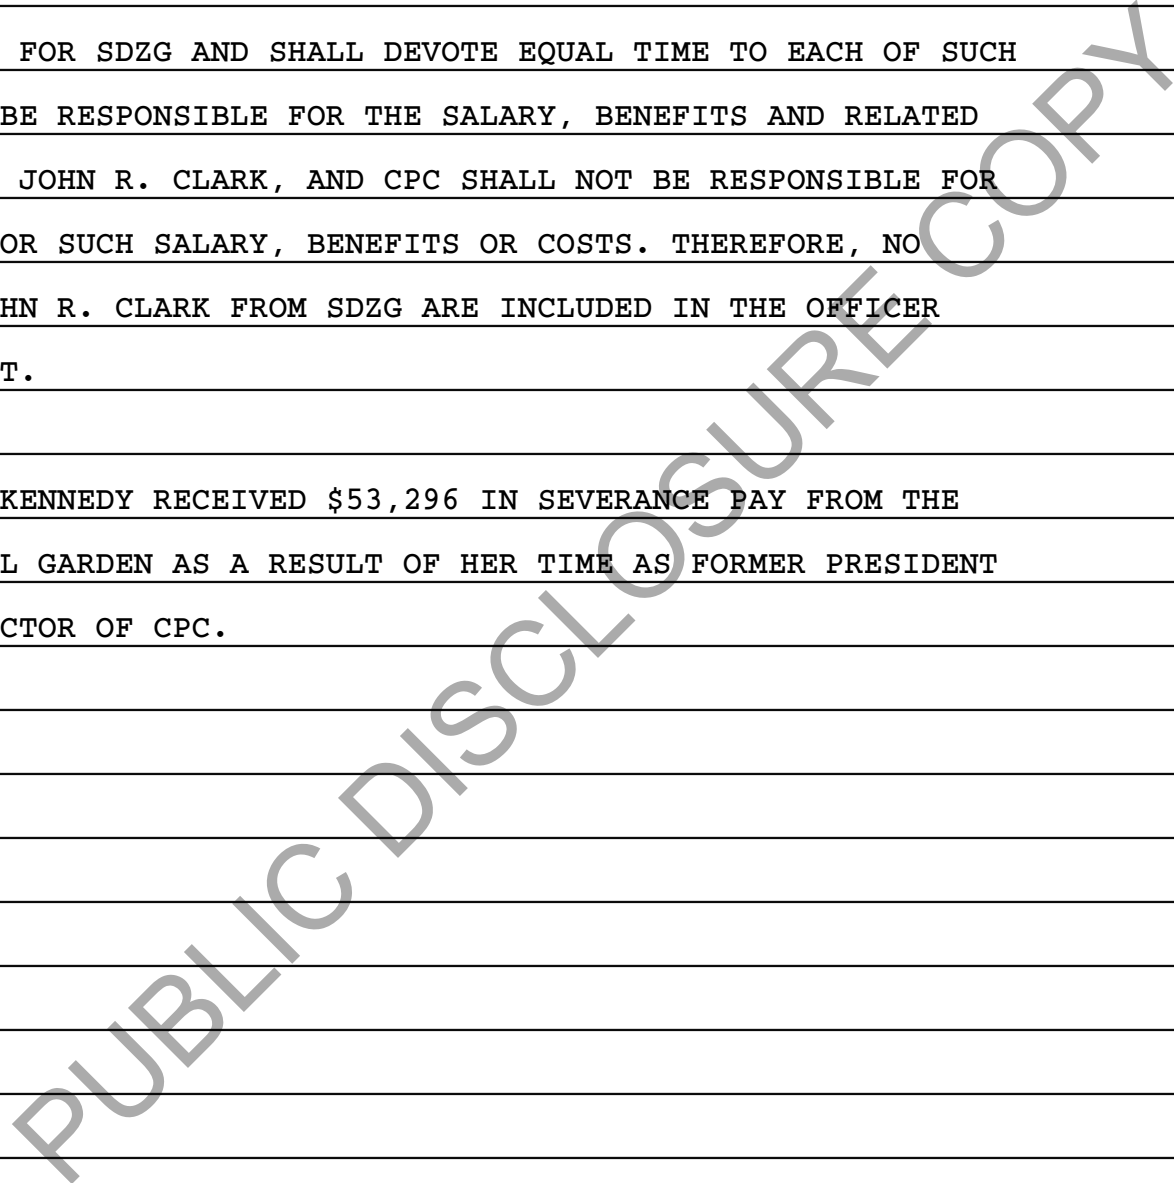 FOR SDZG AND SHALL DEVOTE EQUAL TIME TO EACH OF SUCH
BE RESPONSIBLE FOR THE SALARY, BENEFITS AND RELATED
JOHN R. CLARK, AND CPC SHALL NOT BE RESPONSIBLE FOR
OR SUCH SALARY, BENEFITS OR COSTS. THEREFORE, NO
HN R. CLARK FROM SDZG ARE INCLUDED IN THE OFFICER
T.
KENNEDY RECEIVED $53,296 IN SEVERANCE PAY FROM THE
L GARDEN AS A RESULT OF HER TIME AS FORMER PRESIDENT
CTOR OF CPC.
PUBLIC DISCLOSURE COPY